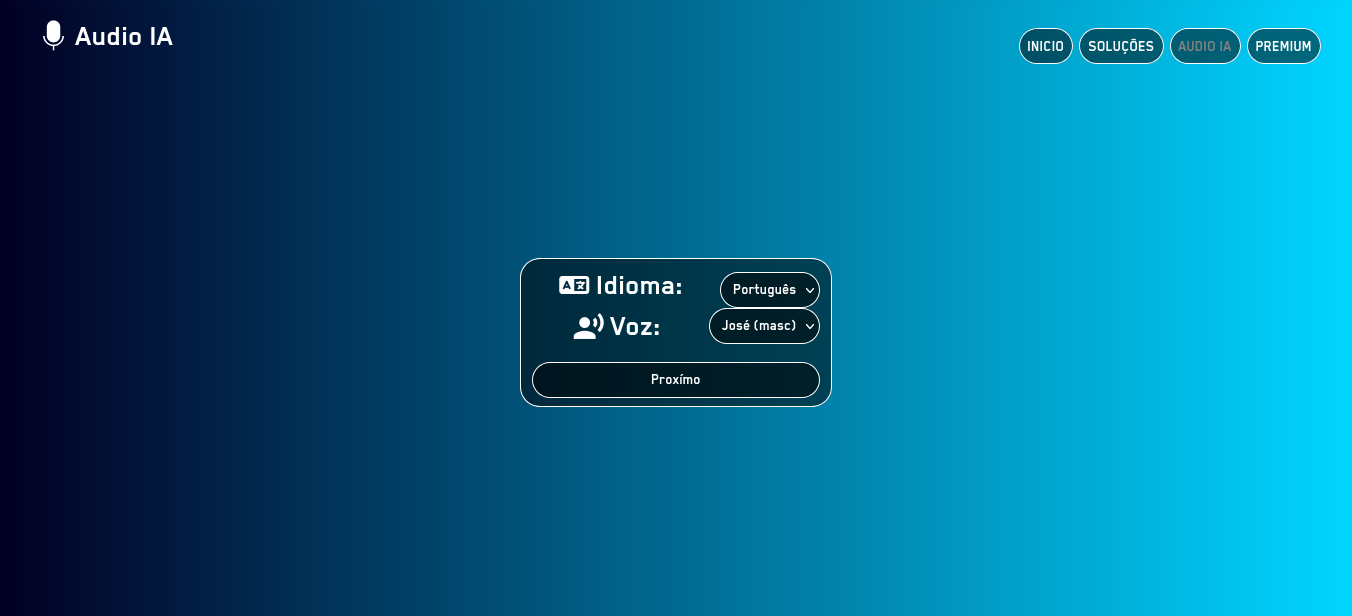 Audio IA
INICIO SOLUÇÕES AUDIO IA PREMIUM
Idioma: Português
Voz: José (masc)
Proxímo